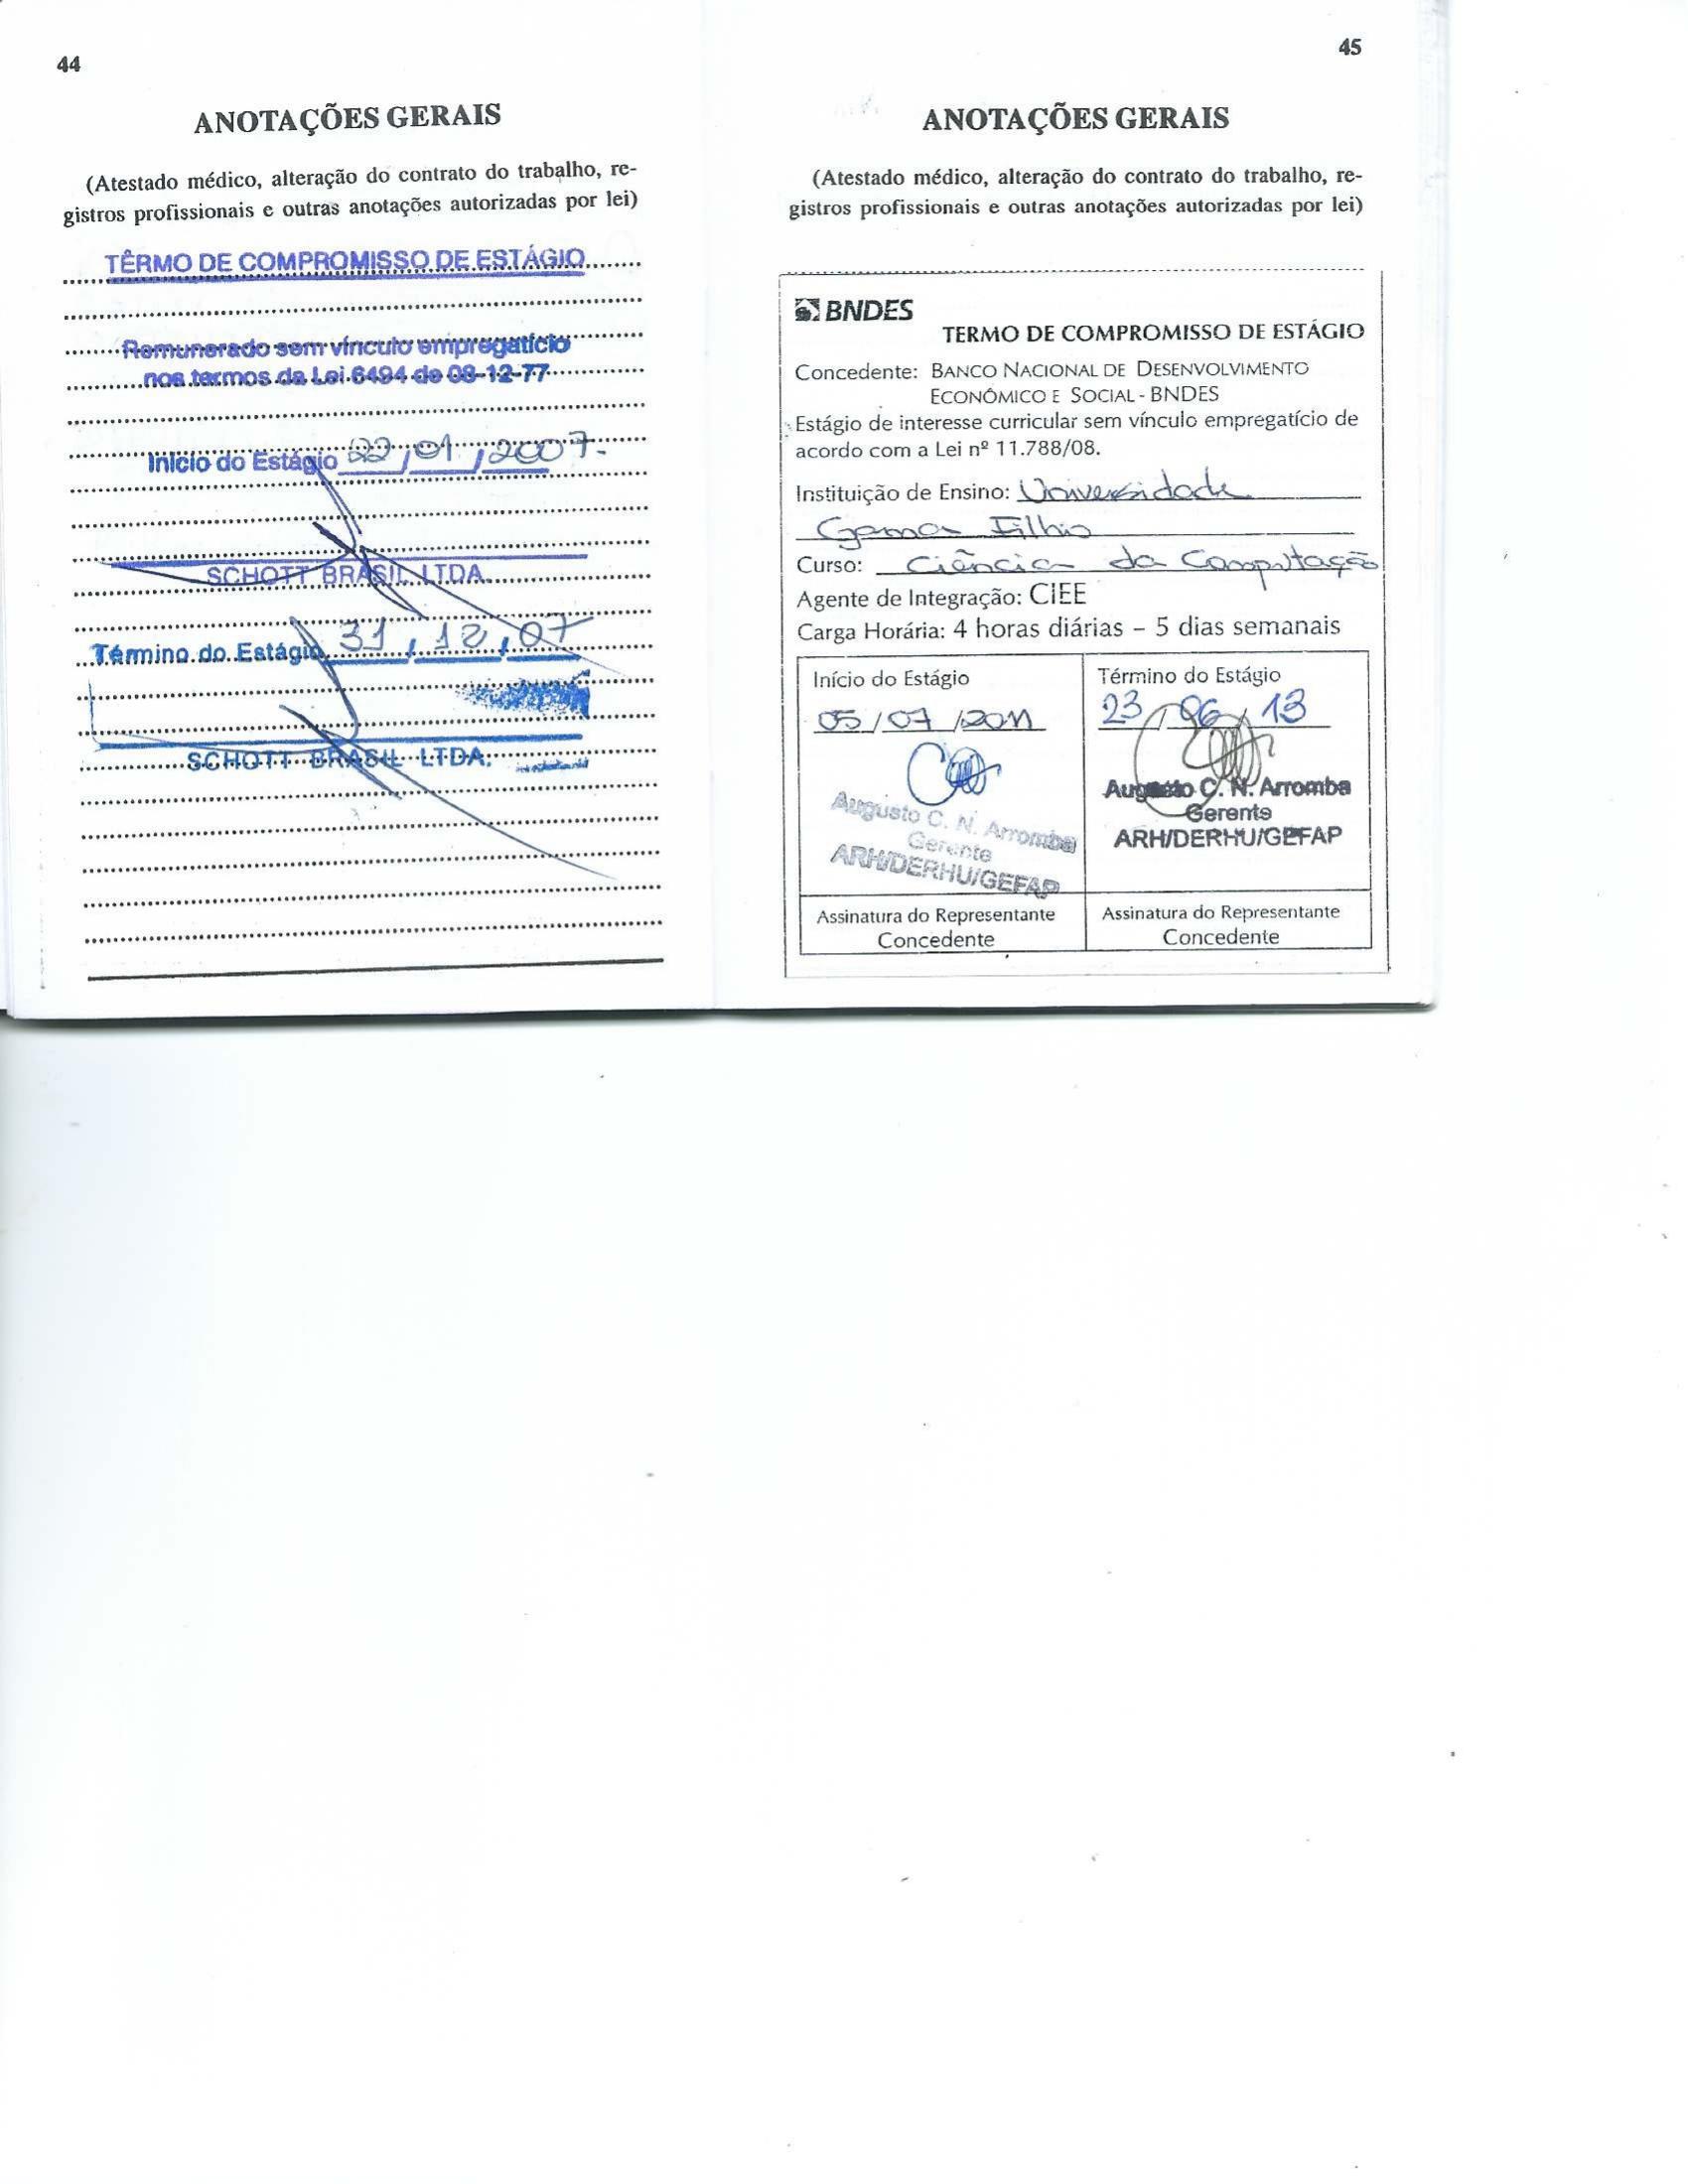 44
ANOTAÇÕES GERAIS
(Atestado médico, alteração do contrato do trabalho, re-
gistros profissionais e outras anotações autorizadas por lei)
TÊRMO DE COMPROMISSO DE ESTÁGIO
Remunerado sem vínculo empregatício
nos termos da Lei 6494 de 08-12-77
Início do Estágio 22/01/2007.
SCHOTT BRASIL LTDA
Término do Estágio 31/12/07
SCHOTT BRASIL LTDA.
45
ANOTAÇÕES GERAIS
(Atestado médico, alteração do contrato do trabalho, re-
gistros profissionais e outras anotações autorizadas por lei)
BNDES
TERMO DE COMPROMISSO DE ESTÁGIO
Concedente: BANCO NACIONAL DE DESENVOLVIMENTO
ECONÔMICO E SOCIAL - BNDES
Estágio de interesse curricular sem vínculo empregatício de
acordo com a Lei nº 11.788/08.
Instituição de Ensino: Universidade
Gama Filho
Curso: Ciência da Computação
Agente de Integração: CIEE
Carga Horária: 4 horas diárias – 5 dias semanais
Início do Estágio
05/07/2011
Augusto C. N. Arromba
Gerente
ARH/DERHU/GEFAP
Assinatura do Representante
Concedente
Término do Estágio
23/06/13
Augusto C. N. Arromba
Gerente
ARH/DERHU/GEFAP
Assinatura do Representante
Concedente